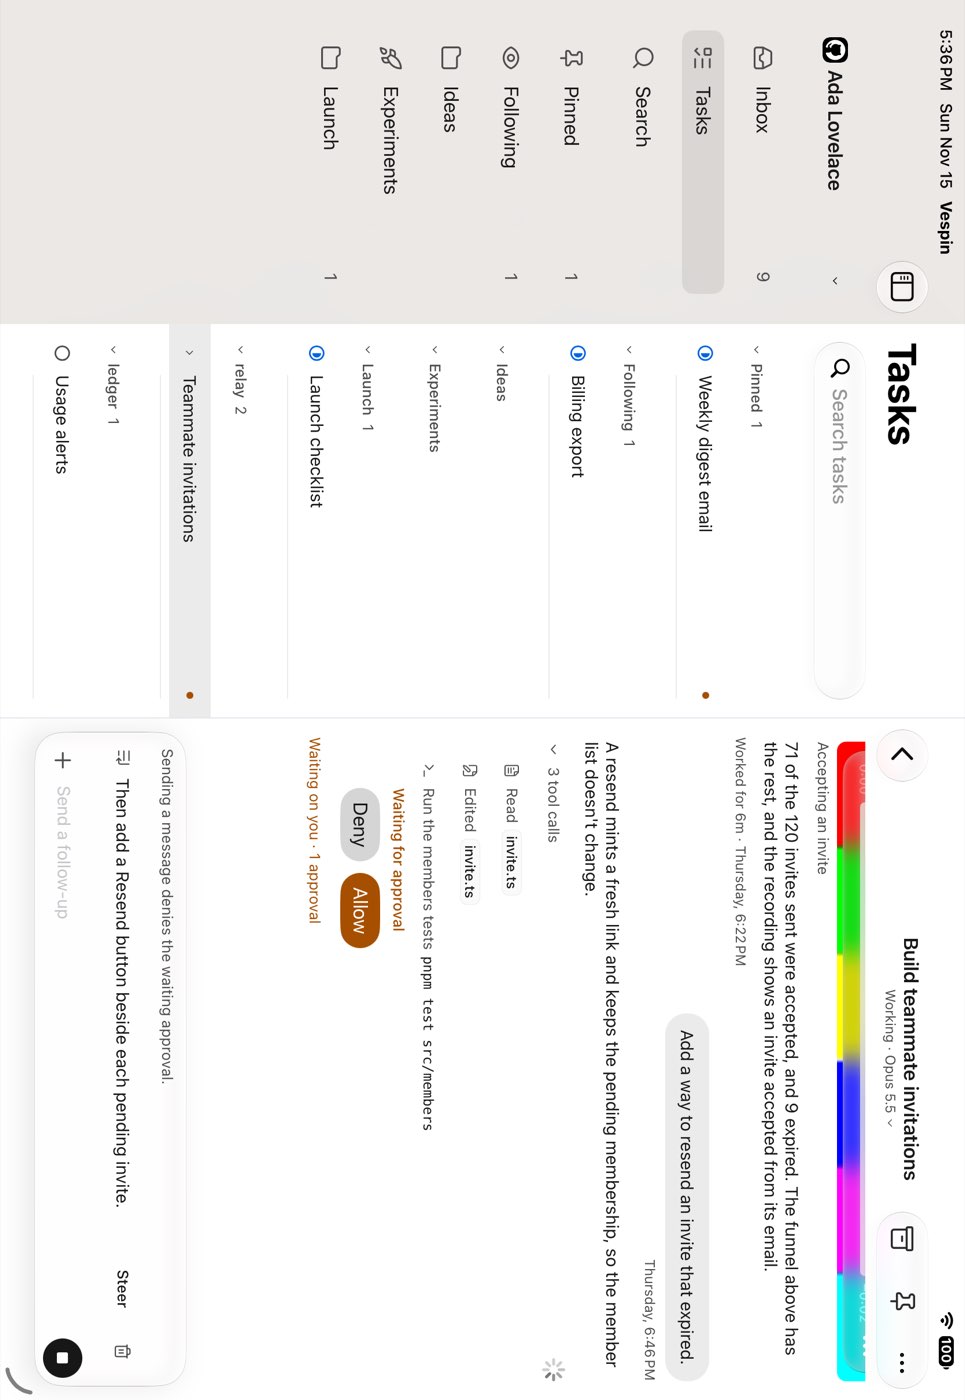 5:36 PM Sun Nov 15 Vespin
100
Ada Lovelace
Inbox 9
Tasks
Search
Pinned 1
Following 1
Ideas
Experiments
Launch 1
Tasks
Search tasks
Pinned 1
Weekly digest email
Following 1
Billing export
Ideas
Experiments
Launch 1
Launch checklist
relay 2
Teammate invitations
ledger 1
Usage alerts
Build teammate invitations
Working · Opus 5.5
0:00 -0:02
Accepting an invite
71 of the 120 invites sent were accepted, and 9 expired. The funnel above has
the rest, and the recording shows an invite accepted from its email.
Worked for 6m · Thursday, 6:22 PM
Add a way to resend an invite that expired.
Thursday, 6:46 PM
A resend mints a fresh link and keeps the pending membership, so the member
list doesn't change.
3 tool calls
Read invite.ts
Edited invite.ts
Run the members tests pnpm test src/members
Waiting for approval
Deny Allow
Waiting on you · 1 approval
Sending a message denies the waiting approval.
Then add a Resend button beside each pending invite. Steer
Send a follow-up